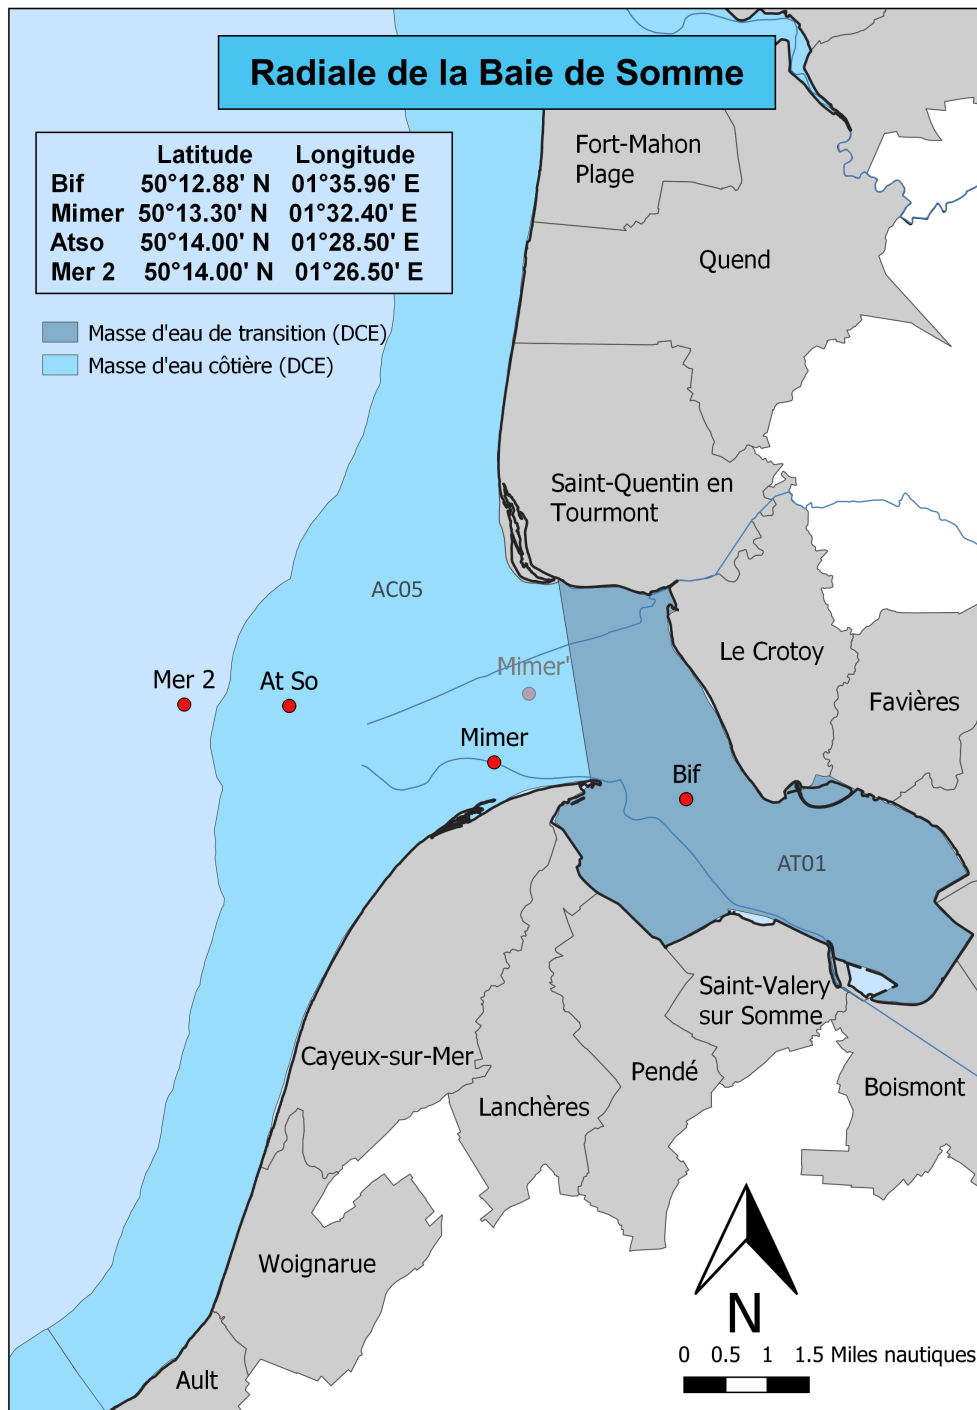 Radiale de la Baie de Somme
Latitude Longitude
Bif 50°12.88' N 01°35.96' E
Mimer 50°13.30' N 01°32.40' E
Atso 50°14.00' N 01°28.50' E
Mer 2 50°14.00' N 01°26.50' E
Masse d'eau de transition (DCE)
Masse d'eau côtière (DCE)
Fort-Mahon
Plage
Quend
Saint-Quentin en
Tourmont
AC05
Mimer'
Le Crotoy
Mer 2
At So
Favières
Mimer
Bif
AT01
Saint-Valery
sur Somme
Cayeux-sur-Mer
Pendé
Boismont
Lanchères
Woignarue
N
Ault
0 0.5 1 1.5 Miles nautiques